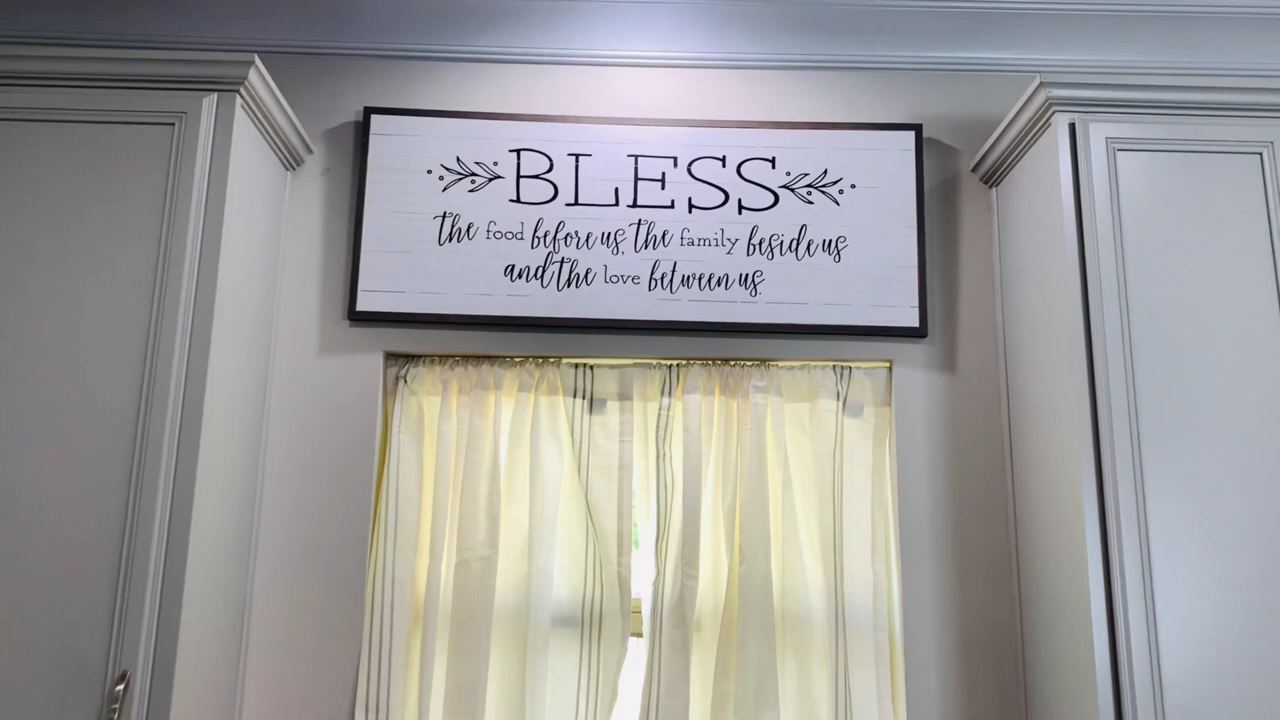 BLESS
the food before us, the family beside us
and the love between us.